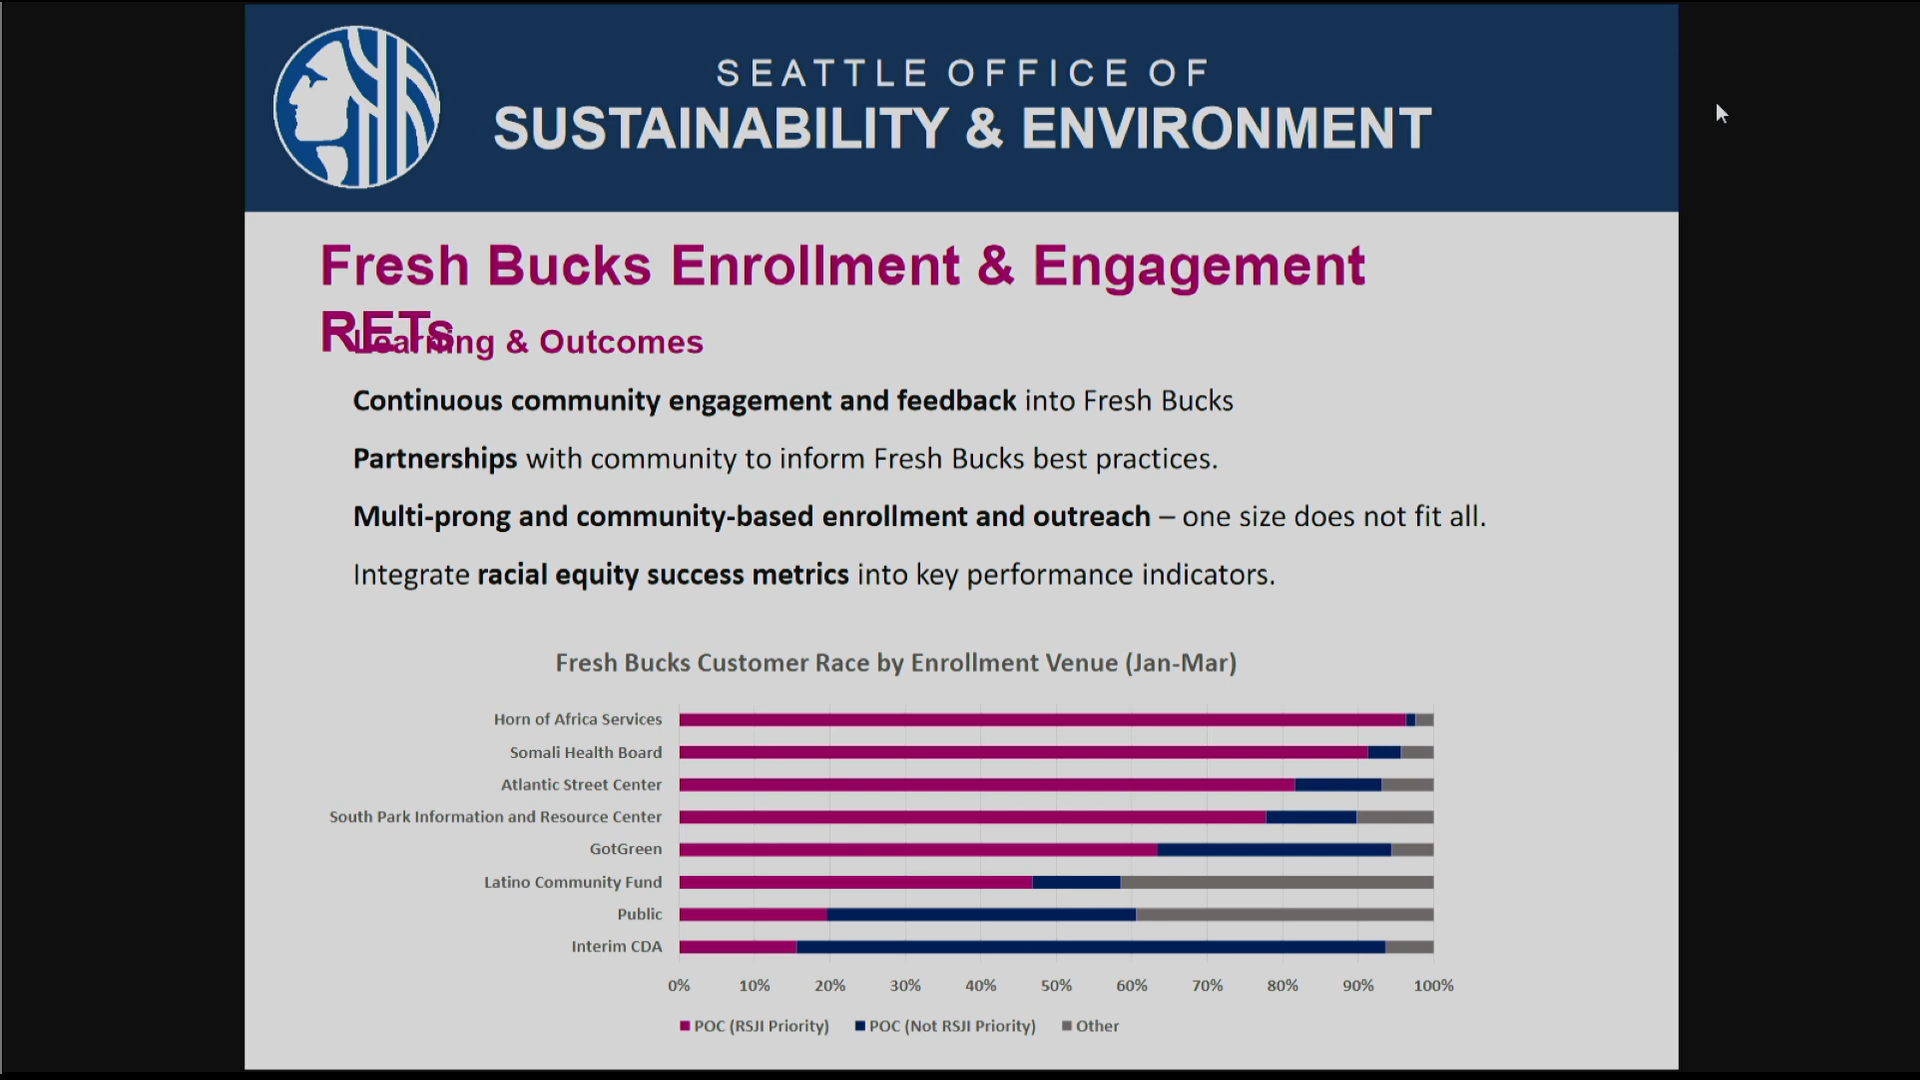 SEATTLE OFFICE OF
SUSTAINABILITY & ENVIRONMENT
Fresh Bucks Enrollment & Engagement
RETs
Learning & Outcomes
Continuous community engagement and feedback into Fresh Bucks
Partnerships with community to inform Fresh Bucks best practices.
Multi-prong and community-based enrollment and outreach – one size does not fit all.
Integrate racial equity success metrics into key performance indicators.
Fresh Bucks Customer Race by Enrollment Venue (Jan-Mar)
Horn of Africa Services
Somali Health Board
Atlantic Street Center
South Park Information and Resource Center
GotGreen
Latino Community Fund
Public
Interim CDA
0% 10% 20% 30% 40% 50% 60% 70% 80% 90% 100%
POC (RSJI Priority) POC (Not RSJI Priority) Other